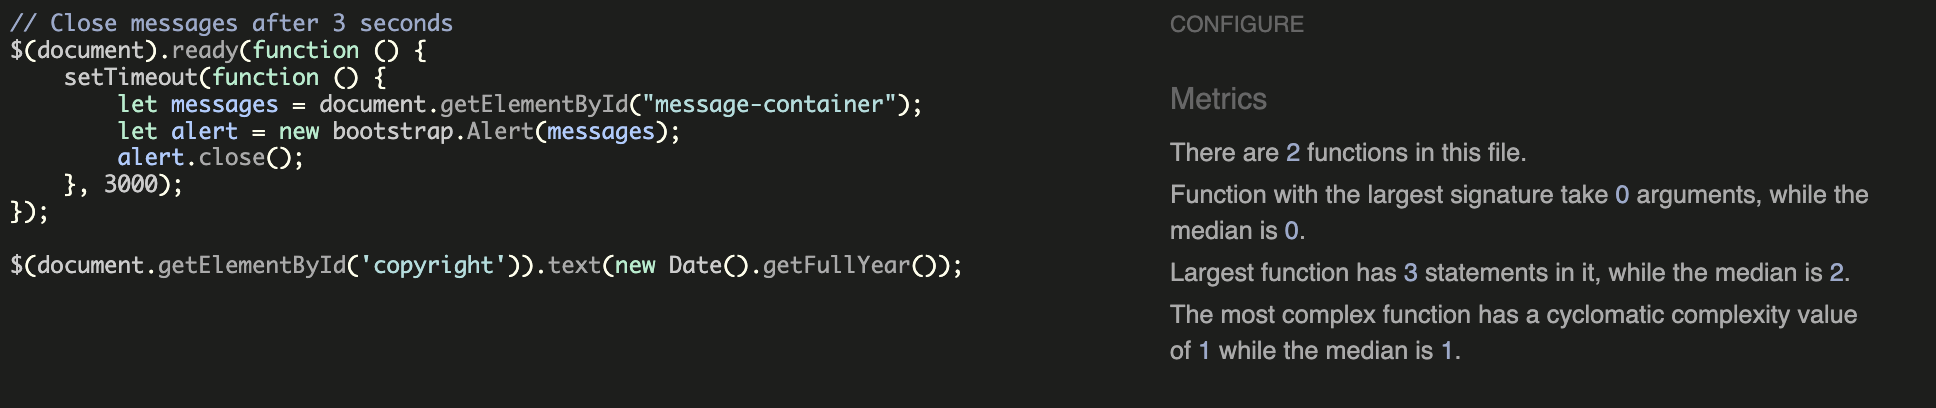 // Close messages after 3 seconds
$(document).ready(function () {
    setTimeout(function () {
        let messages = document.getElementById("message-container");
        let alert = new bootstrap.Alert(messages);
        alert.close();
    }, 3000);
});
$(document.getElementById('copyright')).text(new Date().getFullYear());
CONFIGURE
Metrics
There are 2 functions in this file.
Function with the largest signature take 0 arguments, while the
median is 0.
Largest function has 3 statements in it, while the median is 2.
The most complex function has a cyclomatic complexity value
of 1 while the median is 1.